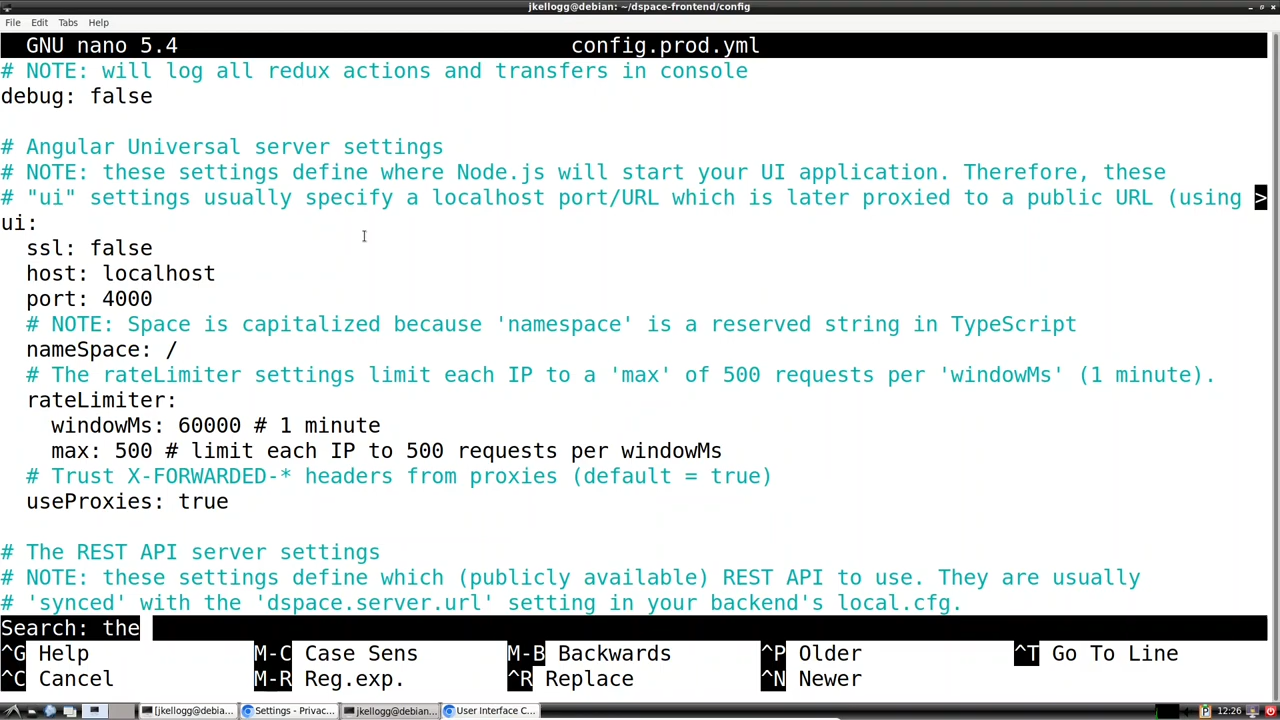 jkellogg@debian: ~/dspace-frontend/config
File Edit Tabs Help
GNU nano 5.4 config.prod.yml
# NOTE: will log all redux actions and transfers in console
debug: false
# Angular Universal server settings
# NOTE: these settings define where Node.js will start your UI application. Therefore, these
# "ui" settings usually specify a localhost port/URL which is later proxied to a public URL (using >
ui:
ssl: false
host: localhost
port: 4000
# NOTE: Space is capitalized because 'namespace' is a reserved string in TypeScript
nameSpace: /
# The rateLimiter settings limit each IP to a 'max' of 500 requests per 'windowMs' (1 minute).
rateLimiter:
windowMs: 60000 # 1 minute
max: 500 # limit each IP to 500 requests per windowMs
# Trust X-FORWARDED-* headers from proxies (default = true)
useProxies: true
# The REST API server settings
# NOTE: these settings define which (publicly available) REST API to use. They are usually
# 'synced' with the 'dspace.server.url' setting in your backend's local.cfg.
Search: the
^G Help M-C Case Sens M-B Backwards ^P Older ^T Go To Line
^C Cancel M-R Reg.exp. ^R Replace ^N Newer
[jkellogg@debia... Settings - Privac... jkellogg@debian... User Interface C... 12:26